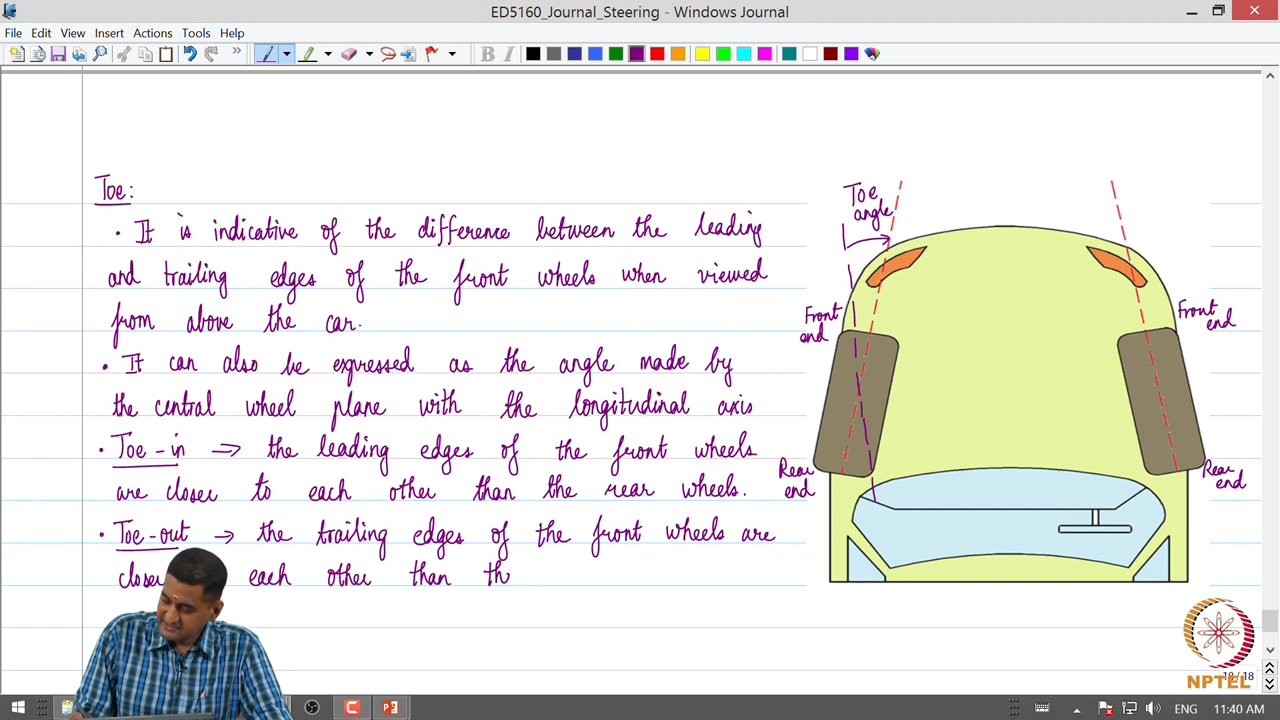 ED5160_Journal_Steering - Windows Journal
File Edit View Insert Actions Tools Help
Toe:
• It is indicative of the difference between the leading
and trailing edges of the front wheels when viewed
from above the car.
• It can also be expressed as the angle made by
the central wheel plane with the longitudinal axis
• Toe-in → the leading edges of the front wheels
are closer to each other than the rear wheels.
• Toe-out → the trailing edges of the front wheels are
closer each other than th
Toe
angle
Front
end
Front
end
Rear
end
Rear
end
18 / 18
NPTEL
ENG 11:40 AM